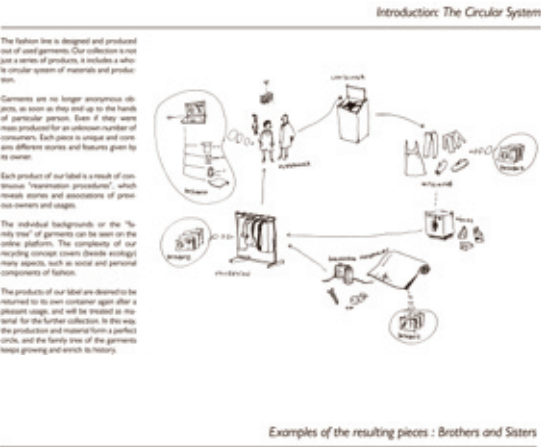 Introduction: The Circular System
The fashion line is designed and produced
out of used garments. Our collection is not
just a series of products, it includes a who-
le circular system of materials and produc-
tion.
Garments are no longer anonymous ob-
jects, as soon as they end up to the hands
of particular person. Even if they were
mass produced for an unknown number of
consumers. Each piece is unique and cont-
ains different stories and features given by
its owner.
Each product of our label is a result of con-
tinuous "reanimation procedures", which
reveals stories and associations of previ-
ous owners and usages.
The individual backgrounds or the "fa-
mily tree" of garments can be seen on the
online platform. The complexity of our
recycling concept covers (beside ecology)
many aspects, such as social and personal
components of fashion.
The products of our label are desired to be
returned to its own container again after a
pleasant usage, and will be treated as ma-
terial for the further collection. In this way,
the production and material form a perfect
circle, and the family tree of the garments
keeps growing and enrich its history.
Examples of the resulting pieces : Brothers and Sisters